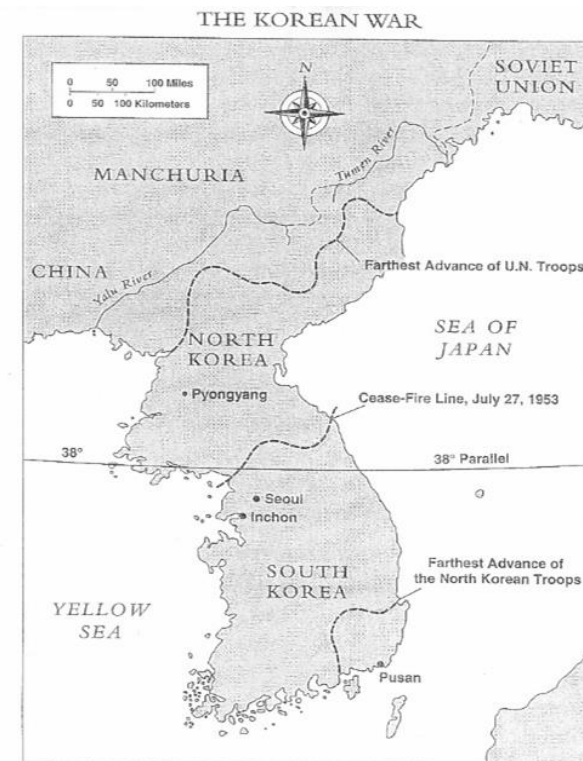 THE KOREAN WAR
0 50 100 Miles
0 50 100 Kilometers
N
SOVIET
UNION
Tumen River
MANCHURIA
CHINA
Yalu River
Farthest Advance of U.N. Troops
NORTH
KOREA
SEA OF
JAPAN
Pyongyang
Cease-Fire Line, July 27, 1953
38°
38° Parallel
Seoul
Inchon
SOUTH
KOREA
Farthest Advance of
the North Korean Troops
YELLOW
SEA
Pusan